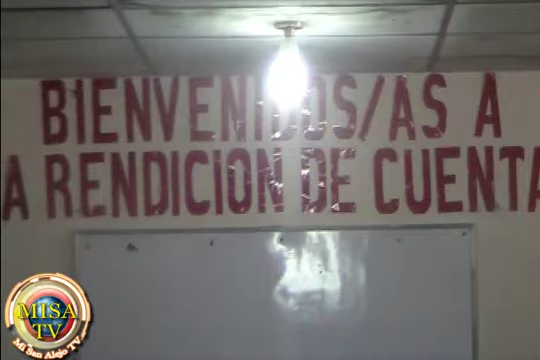 BIENVENIDOS/AS A
A RENDICION DE CUENTA
MISA
TV
Mi San Alejo TV